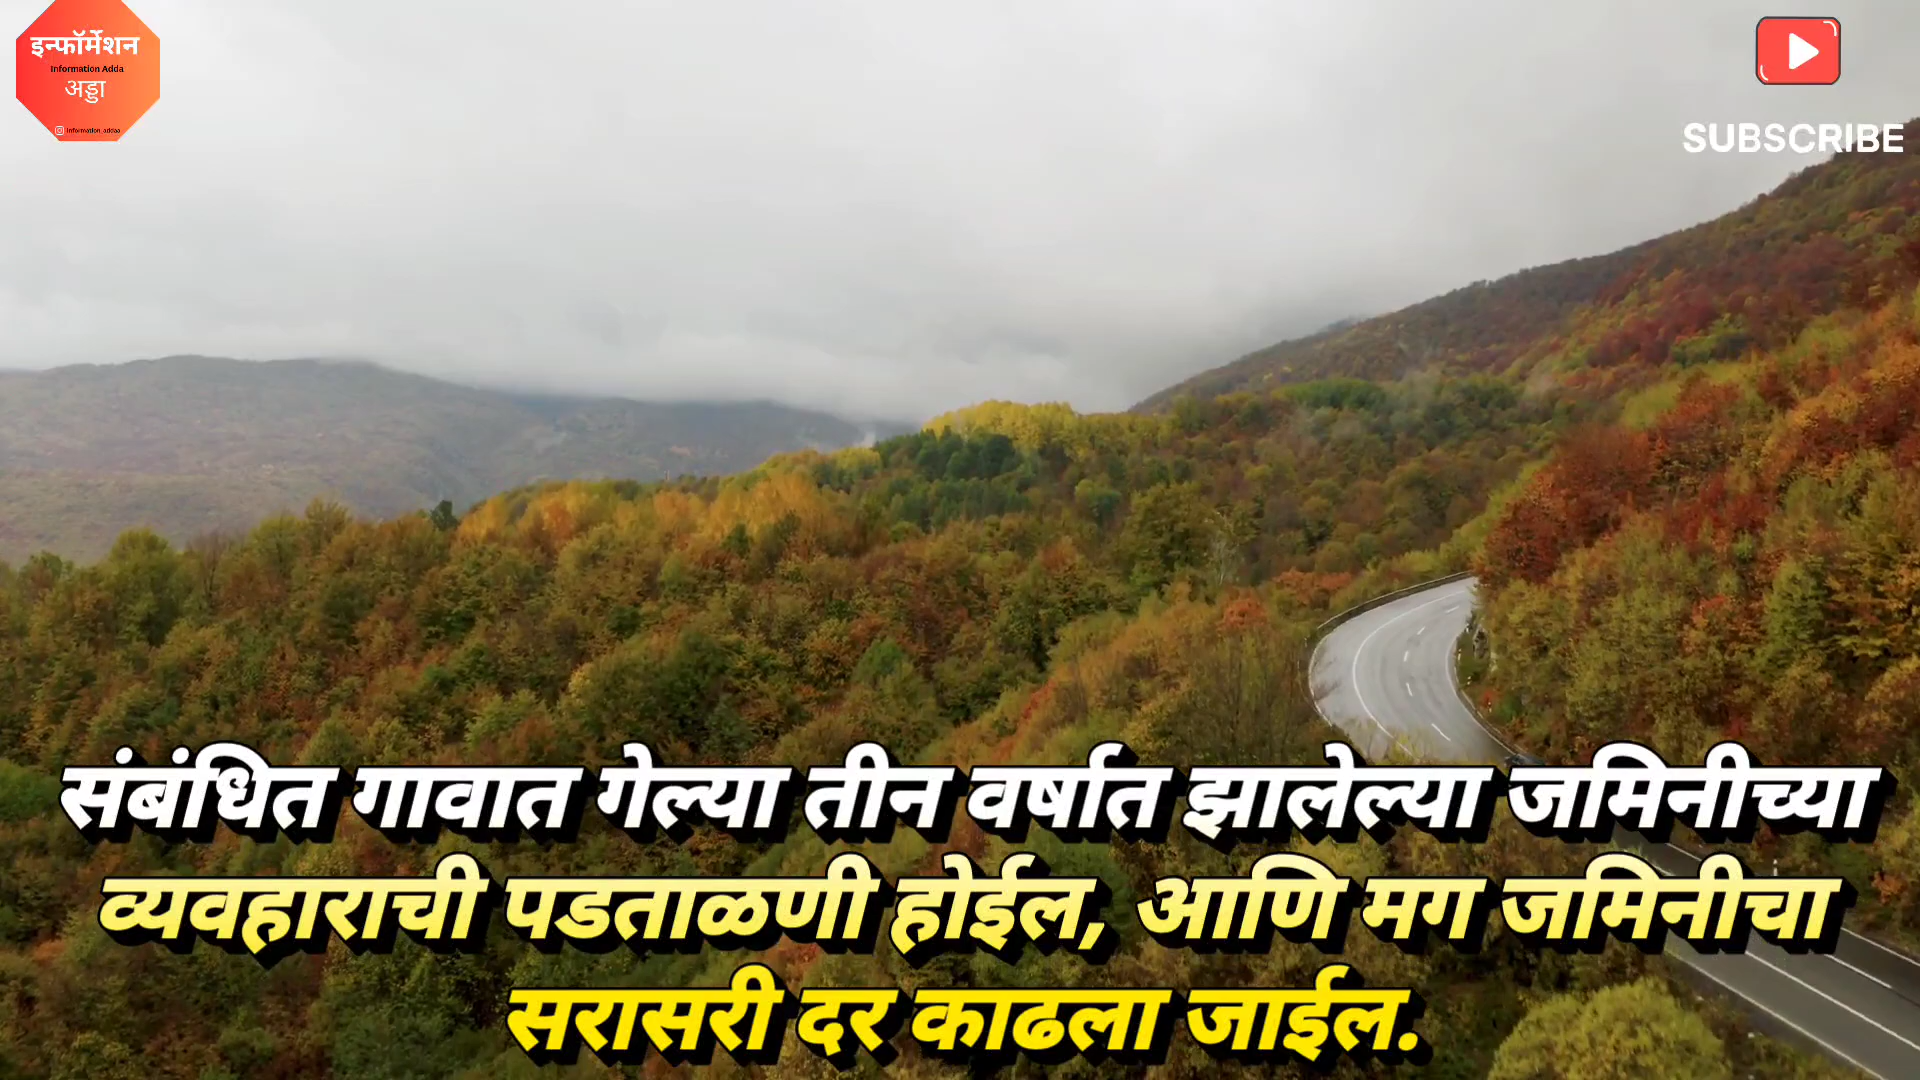 इन्फॉर्मेशन
Information Adda
अड्डा
information_addaa
SUBSCRIBE
संबंधित गावात गेल्या तीन वर्षात झालेल्या जमिनीच्या
व्यवहाराची पडताळणी होईल, आणि मग जमिनीचा
सरासरी दर काढला जाईल.